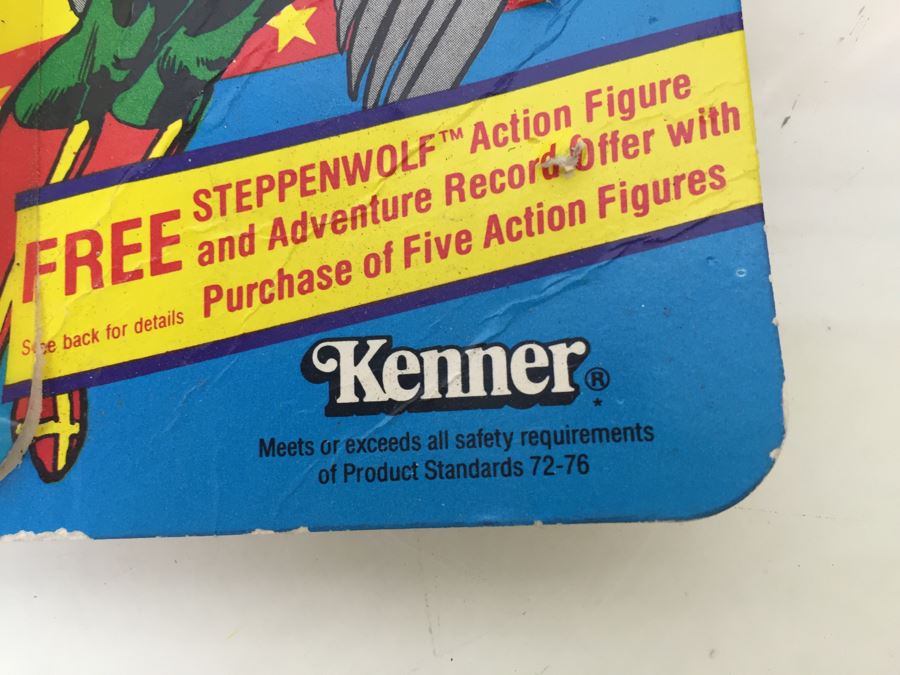 FREE
STEPPENWOLF™ Action Figure
and Adventure Record Offer with
Purchase of Five Action Figures
See back for details
Kenner®
*
Meets or exceeds all safety requirements
of Product Standards 72-76